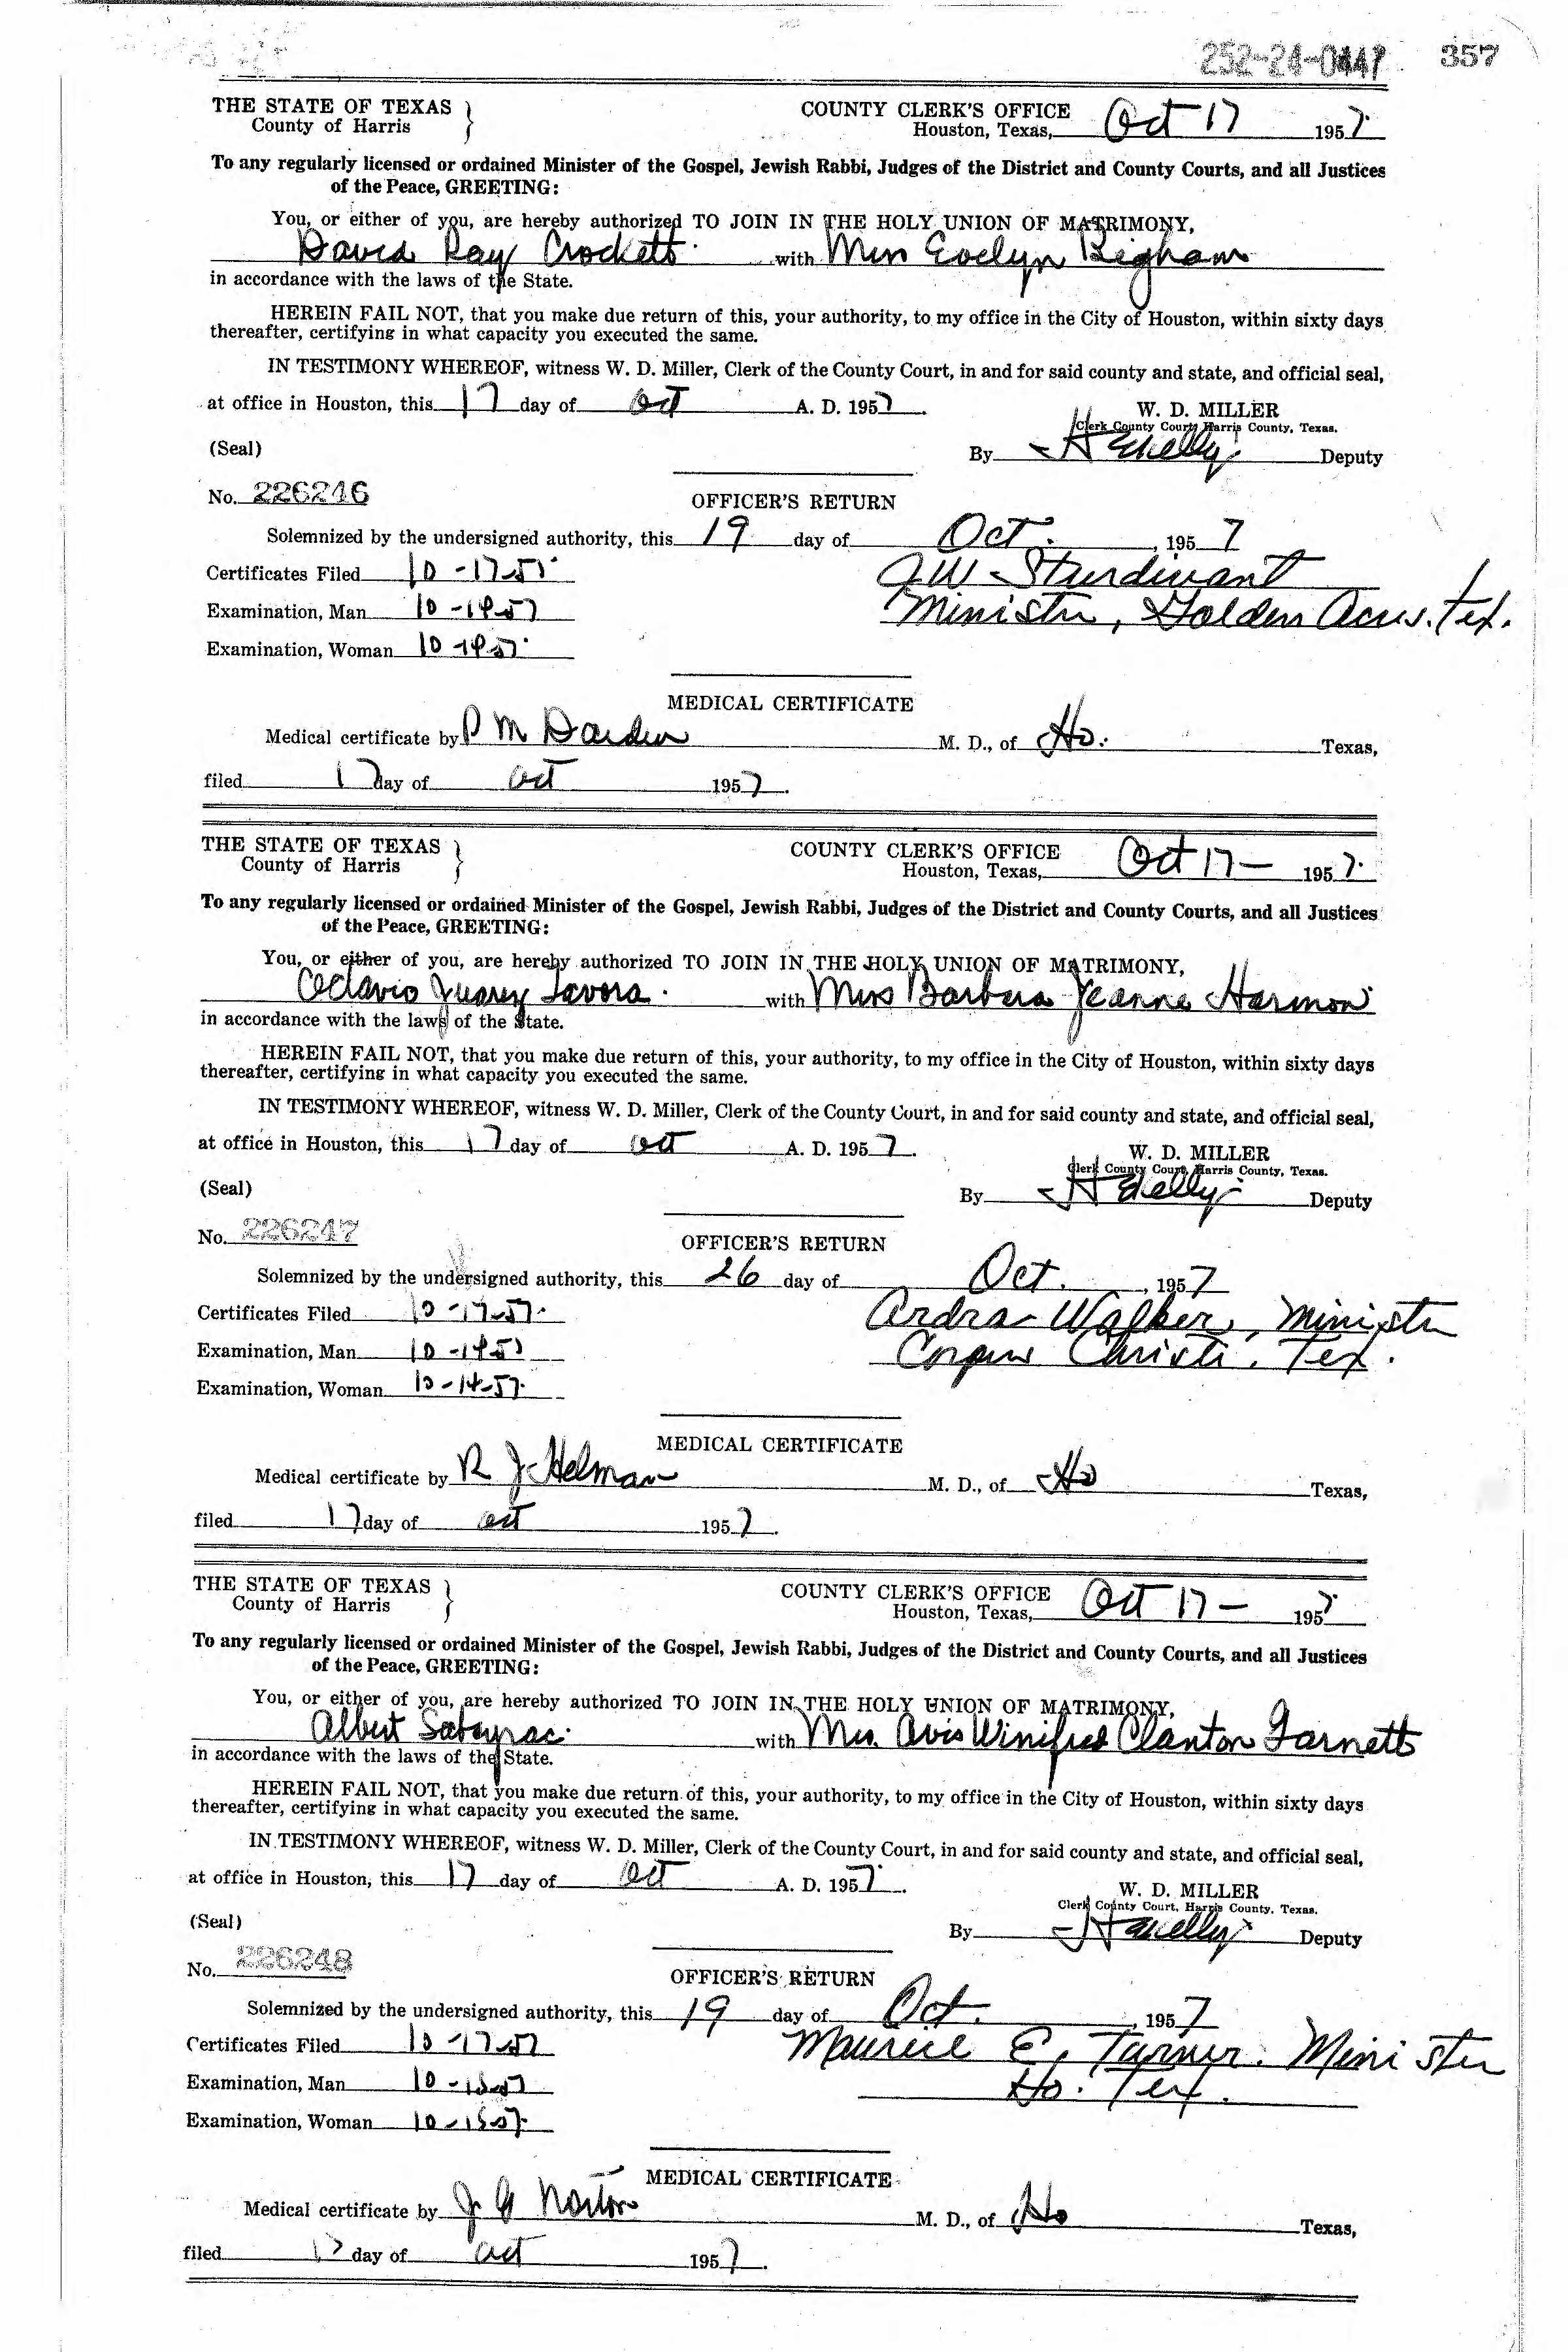 252-24-0447 357
THE STATE OF TEXAS } COUNTY CLERK'S OFFICE
County of Harris Houston, Texas, Oct 17 1957.
To any regularly licensed or ordained Minister of the Gospel, Jewish Rabbi, Judges of the District and County Courts, and all Justices
of the Peace, GREETING:
You, or either of you, are hereby authorized TO JOIN IN THE HOLY UNION OF MATRIMONY,
David Ray Crockett with Miss Evelyn Bigham
in accordance with the laws of the State.
HEREIN FAIL NOT, that you make due return of this, your authority, to my office in the City of Houston, within sixty days
thereafter, certifying in what capacity you executed the same.
IN TESTIMONY WHEREOF, witness W. D. Miller, Clerk of the County Court, in and for said county and state, and official seal,
at office in Houston, this 17 day of Oct A. D. 1957.
W. D. MILLER
Clerk County Court, Harris County, Texas.
(Seal) By Deputy
No. 226246 OFFICER'S RETURN
Solemnized by the undersigned authority, this 19 day of Oct. , 1957
Certificates Filed 10-17-57 J W Sturdivant
Examination, Man Minister, Golden Acres. Tex.
Examination, Woman
MEDICAL CERTIFICATE
Medical certificate by P M Darden M. D., of Ho. Texas,
filed 17 day of Oct 1957.
THE STATE OF TEXAS } COUNTY CLERK'S OFFICE
County of Harris Houston, Texas, Oct 17 — 1957.
To any regularly licensed or ordained Minister of the Gospel, Jewish Rabbi, Judges of the District and County Courts, and all Justices
of the Peace, GREETING:
You, or either of you, are hereby authorized TO JOIN IN THE HOLY UNION OF MATRIMONY,
Octavio Juarez Tavera. with Miss Barbara Jeanne Harmon
in accordance with the laws of the State.
HEREIN FAIL NOT, that you make due return of this, your authority, to my office in the City of Houston, within sixty days
thereafter, certifying in what capacity you executed the same.
IN TESTIMONY WHEREOF, witness W. D. Miller, Clerk of the County Court, in and for said county and state, and official seal,
at office in Houston, this 17 day of Oct A. D. 1957.
W. D. MILLER
Clerk County Court, Harris County, Texas.
(Seal) By Deputy
No. 226247 OFFICER'S RETURN
Solemnized by the undersigned authority, this 26 day of Oct. , 1957
Certificates Filed 10-17-57. Ardra Walker, Minister
Examination, Man 10-14-57 Corpus Christi, Tex.
Examination, Woman 10-14-57.
MEDICAL CERTIFICATE
Medical certificate by R J Helman M. D., of Ho Texas,
filed 17 day of Oct 1957.
THE STATE OF TEXAS } COUNTY CLERK'S OFFICE
County of Harris Houston, Texas, Oct 17 — 1957
To any regularly licensed or ordained Minister of the Gospel, Jewish Rabbi, Judges of the District and County Courts, and all Justices
of the Peace, GREETING:
You, or either of you, are hereby authorized TO JOIN IN THE HOLY UNION OF MATRIMONY,
Albert Sabeyrac. with Mrs. Avis Winifred Clanton Garnett
in accordance with the laws of the State.
HEREIN FAIL NOT, that you make due return of this, your authority, to my office in the City of Houston, within sixty days
thereafter, certifying in what capacity you executed the same.
IN TESTIMONY WHEREOF, witness W. D. Miller, Clerk of the County Court, in and for said county and state, and official seal,
at office in Houston, this 17 day of Oct A. D. 1957.
W. D. MILLER
Clerk County Court, Harris County, Texas.
(Seal) By Deputy
No. 226248 OFFICER'S RETURN
Solemnized by the undersigned authority, this 19 day of Oct. , 1957
Certificates Filed 10-17-57 Maurice E. Turner. Minister
Examination, Man 10-15-57 Ho. Tex.
Examination, Woman 10-15-57.
MEDICAL CERTIFICATE
Medical certificate by J G Norton M. D., of Ho Texas,
filed 17 day of Oct 1957.